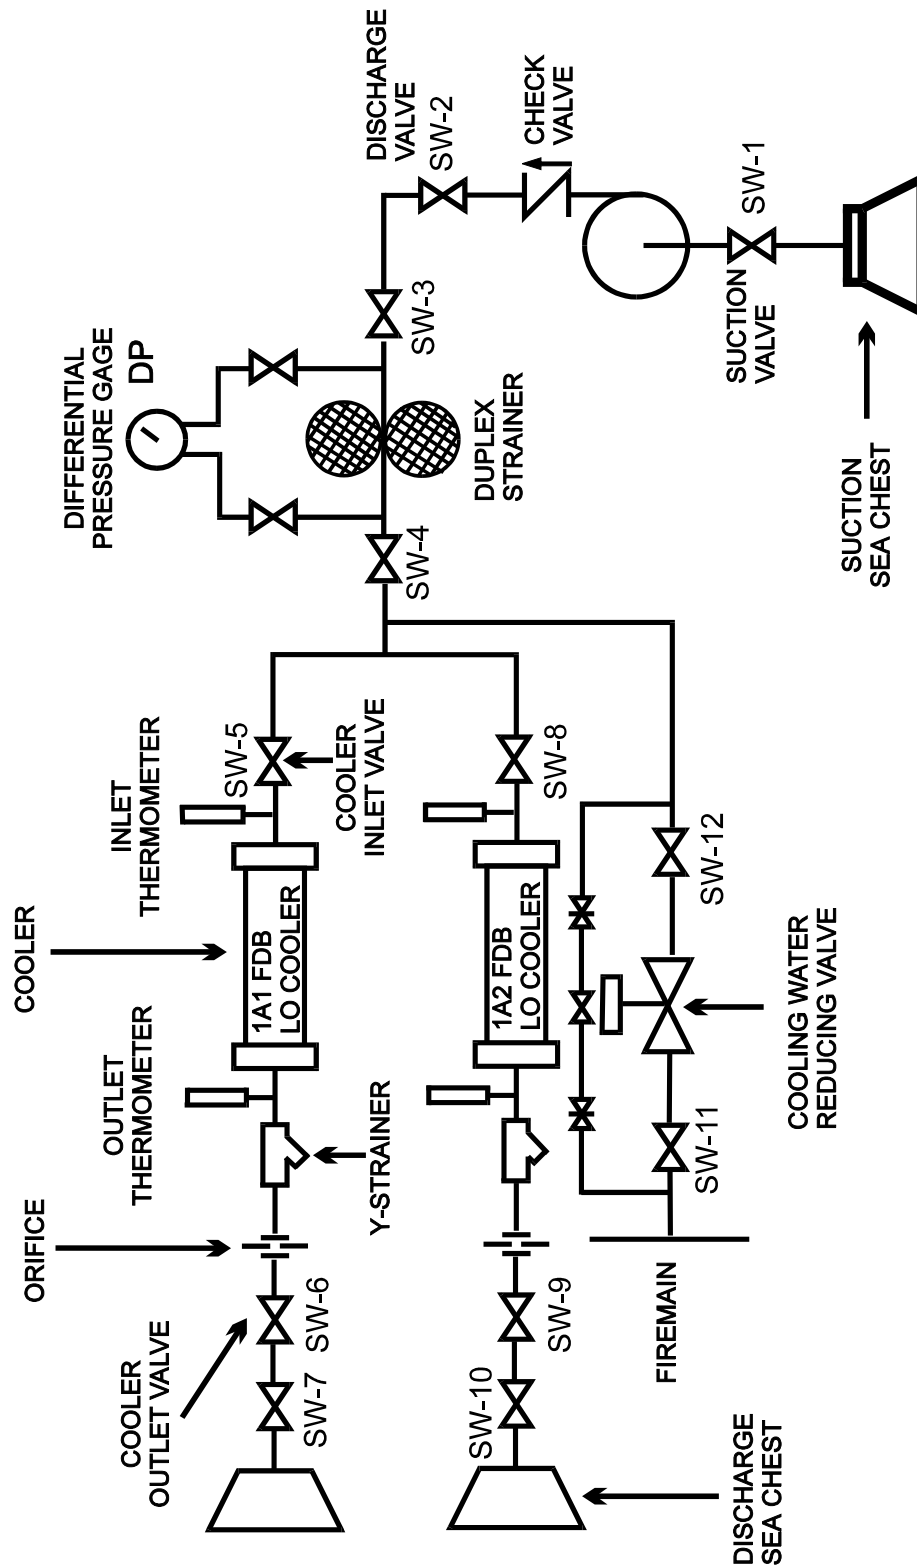 DISCHARGE
VALVE
SW-2
CHECK
VALVE
SW-1
SUCTION
VALVE
SUCTION
SEA CHEST
SW-3
DIFFERENTIAL
PRESSURE GAGE
DP
DUPLEX
STRAINER
SW-4
SW-5
COOLER
INLET VALVE
INLET
THERMOMETER
COOLER
1A1 FDB
LO COOLER
OUTLET
THERMOMETER
Y-STRAINER
ORIFICE
SW-6
COOLER
OUTLET VALVE
SW-7
SW-8
1A2 FDB
LO COOLER
SW-9
SW-10
DISCHARGE
SEA CHEST
SW-12
COOLING WATER
REDUCING VALVE
SW-11
FIREMAIN